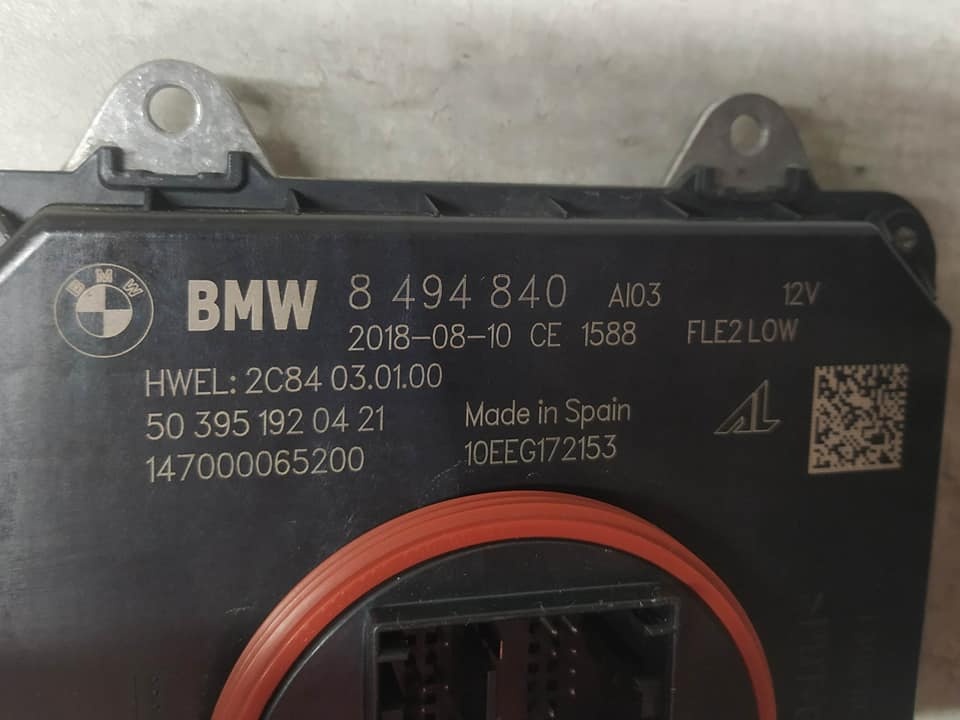 BMW
BMW 8 494 840 AI03 12V
2018-08-10 CE 1588 FLE2 LOW
HWEL: 2C84 03.01.00
50 395 192 04 21 Made in Spain
147000065200 10EEG172153
AL